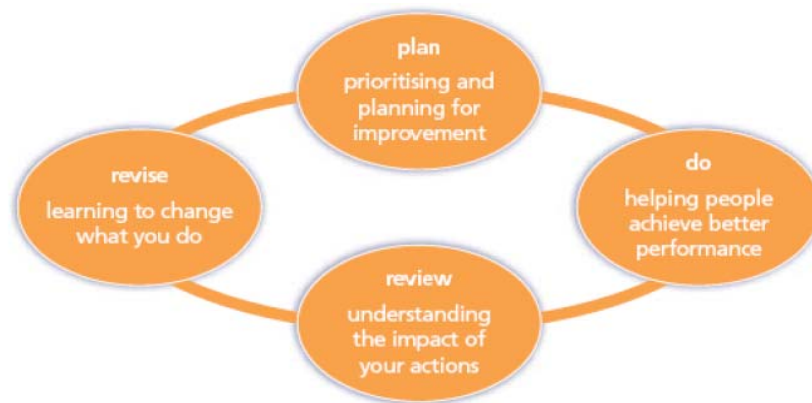 plan
prioritising and
planning for
improvement
do
helping people
achieve better
performance
review
understanding
the impact of
your actions
revise
learning to change
what you do